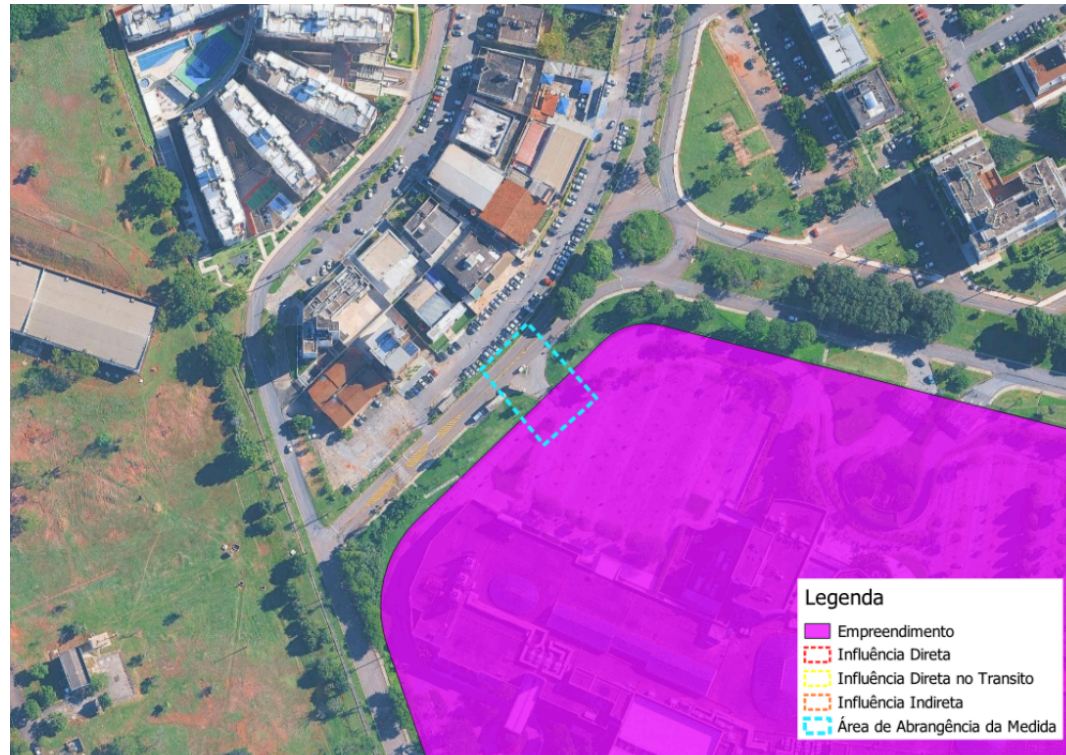 Legenda
Empreendimento
Influência Direta
Influência Direta no Transito
Influência Indireta
Área de Abrangência da Medida